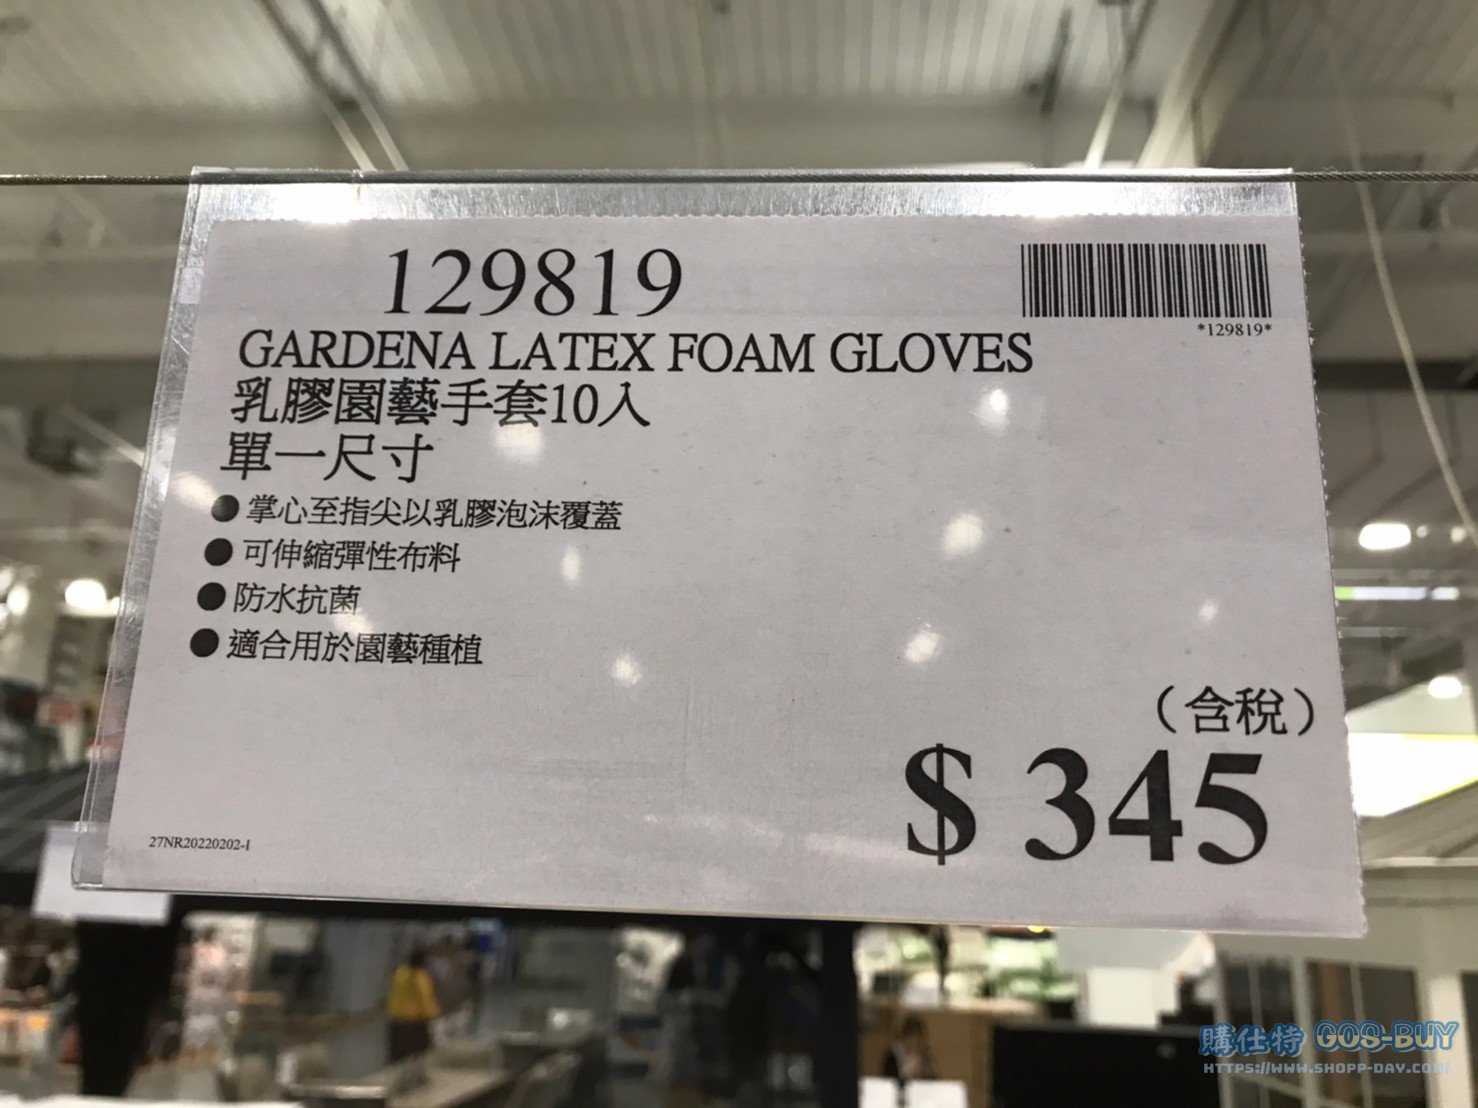 129819
*129819*
GARDENA LATEX FOAM GLOVES
乳膠園藝手套10入
單一尺寸
●掌心至指尖以乳膠泡沫覆蓋
●可伸縮彈性布料
●防水抗菌
●適合用於園藝種植
（含稅）
$ 345
27NR20220202-I
購仕特 GOS-BUY
HTTPS://WWW.SHOPP-DAY.COM/